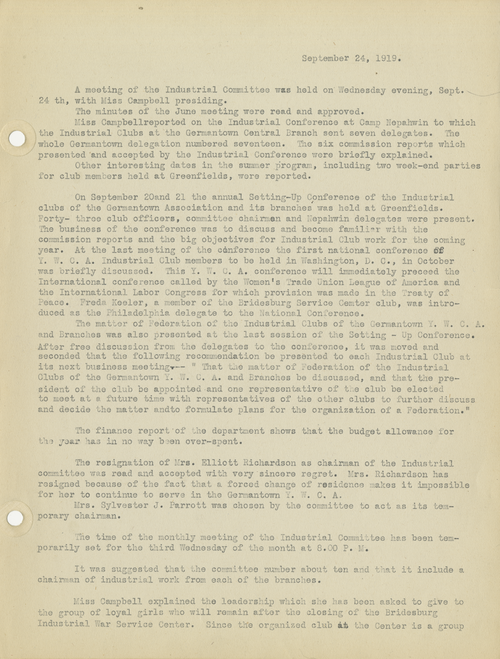 September 24, 1919.
A meeting of the Industrial Committee was held on Wednesday evening, Sept.
24 th, with Miss Campbell presiding.
The minutes of the June meeting were read and approved.
Miss Campbellreported on the Industrial Conference at Camp Nepahwin to which
the Industrial Clubs at the Germantown Central Branch sent seven delegates. The
whole Germantown delegation numbered seventeen. The six commission reports which
presented and accepted by the Industrial Conference were briefly explained.
Other interesting dates in the summer program, including two week-end parties
for club members held at Greenfields, were reported.
On September 20and 21 the annual Setting-Up Conference of the Industrial
clubs of the Germantown Association and its branches was held at Greenfields.
Forty- three club officers, committee chairman and Nepahwin delegates were present.
The business of the conference was to discuss and become familiar with the
commission reports and the big objectives for Industrial Club work for the coming
year. At the last meeting of the conference the first national conference of
Y. W. C. A. Industrial Club members to be held in Washington, D. C., in October
was briefly discussed. This Y. W. C. A. conference will immediately preceed the
International conference called by the Women's Trade Union League of America and
the International Labor Congress for which provision was made in the Treaty of
Peace. Freda Koeler, a member of the Bridesburg Service Center club, was intro-
duced as the Philadelphia delegate to the National Conference.
The matter of Federation of the Industrial Clubs of the Germantown Y. W. C. A.
and Branches was also presented at the last session of the Setting - Up Conference.
After free discussion from the delegates to the conference, it was moved and
seconded that the following recommendation be presented to each Industrial Club at
its next business meeting--- " That the matter of Federation of the Industrial
Clubs of the Germantown Y. W. C. A. and Branches be discussed, and that the pre-
sident of the club be appointed and one representative of the club be elected
to meet at a future time with representatives of the other clubs to further discuss
and decide the matter andto formulate plans for the organization of a Federation."
The finance report of the department shows that the budget allowance for
the year has in no way been over-spent.
The resignation of Mrs. Elliott Richardson as chairman of the Industrial
committee was read and accepted with very sincere regret. Mrs. Richardson has
resigned because of the fact that a forced change of residence makes it impossible
for her to continue to serve in the Germantown Y. W. C. A.
Mrs. Sylvester J. Parrott was chosen by the committee to act as its tem-
porary chairman.
The time of the monthly meeting of the Industrial Committee has been tem-
porarily set for the third Wednesday of the month at 8.00 P. M.
It was suggested that the committee number about ten and that it include a
chairman of industrial work from each of the branches.
Miss Campbell explained the leadership which she has been asked to give to
the group of loyal girls who will remain after the closing of the Bridesburg
Industrial War Service Center. Since the organized club at the Center is a group